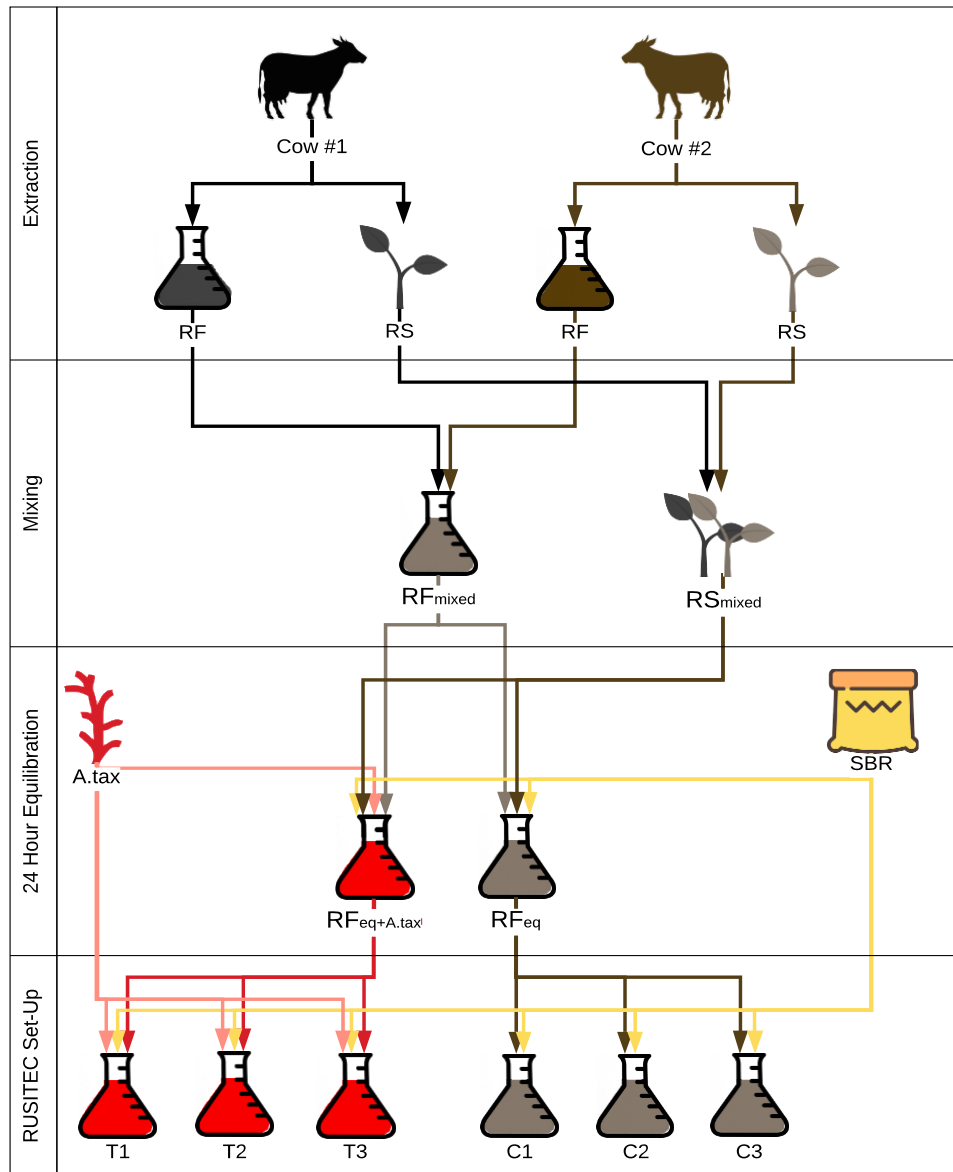 Extraction
Cow #1
Cow #2
RF
RS
RF
RS
Mixing
RFmixed
RSmixed
24 Hour Equilibration
A.tax
SBR
RFeq+A.tax
RFeq
RUSITEC Set-Up
T1
T2
T3
C1
C2
C3